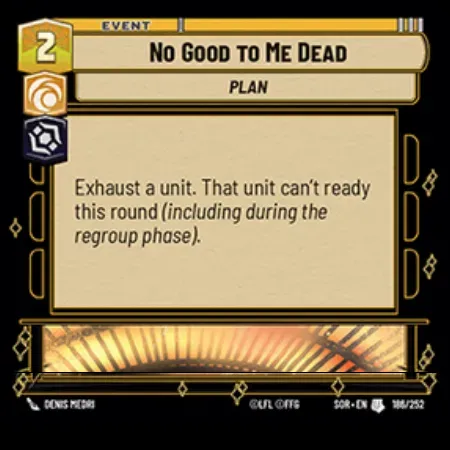 EVENT
2
NO GOOD TO ME DEAD
PLAN
Exhaust a unit. That unit can't ready
this round (including during the
regroup phase).
DENIS MEDRI
©LFL ©FFG
SOR • EN
186/252